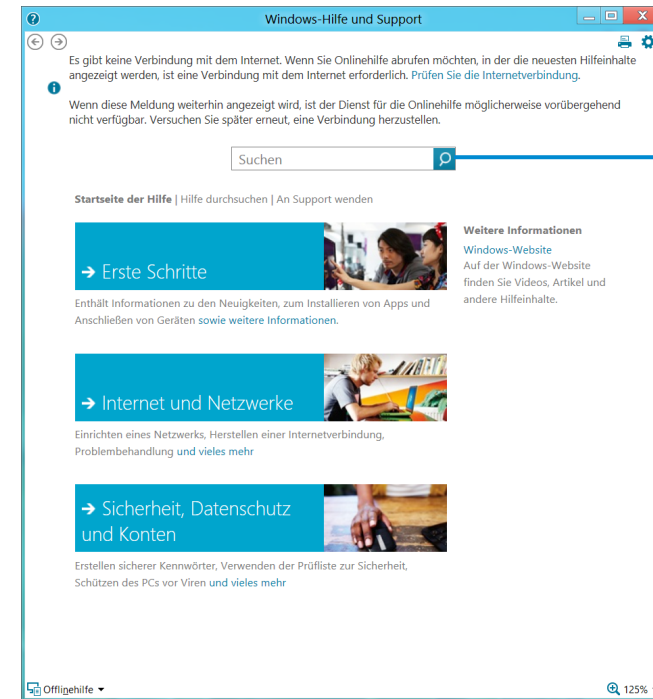 Windows-Hilfe und Support
Es gibt keine Verbindung mit dem Internet. Wenn Sie Onlinehilfe abrufen möchten, in der die neuesten Hilfeinhalte
angezeigt werden, ist eine Verbindung mit dem Internet erforderlich. Prüfen Sie die Internetverbindung.
Wenn diese Meldung weiterhin angezeigt wird, ist der Dienst für die Onlinehilfe möglicherweise vorübergehend
nicht verfügbar. Versuchen Sie später erneut, eine Verbindung herzustellen.
Suchen
Startseite der Hilfe | Hilfe durchsuchen | An Support wenden
Erste Schritte
Enthält Informationen zu den Neuigkeiten, zum Installieren von Apps und
Anschließen von Geräten sowie weitere Informationen.
Weitere Informationen
Windows-Website
Auf der Windows-Website
finden Sie Videos, Artikel und
andere Hilfeinhalte.
Internet und Netzwerke
Einrichten eines Netzwerks, Herstellen einer Internetverbindung,
Problembehandlung und vieles mehr
Sicherheit, Datenschutz
und Konten
Erstellen sicherer Kennwörter, Verwenden der Prüfliste zur Sicherheit,
Schützen des PCs vor Viren und vieles mehr
Offlinehilfe
125%